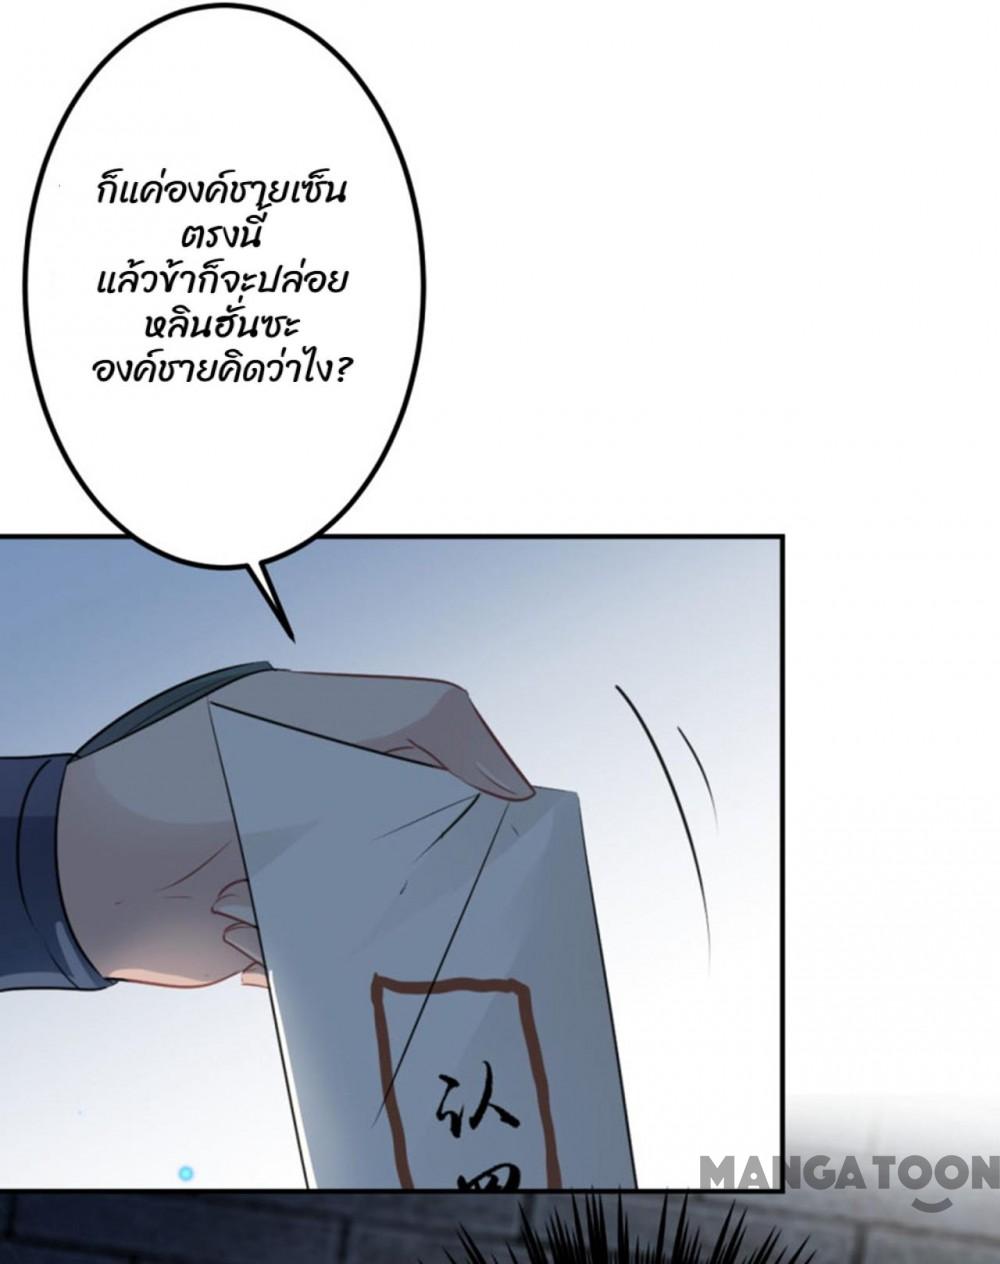 ก็แค่องค์ชายเซ็น
ตรงนี้
แล้วข้าก็จะปล่อย
หลินฮั่นซะ
องค์ชายคิดว่าไง?
认
MANGATOON